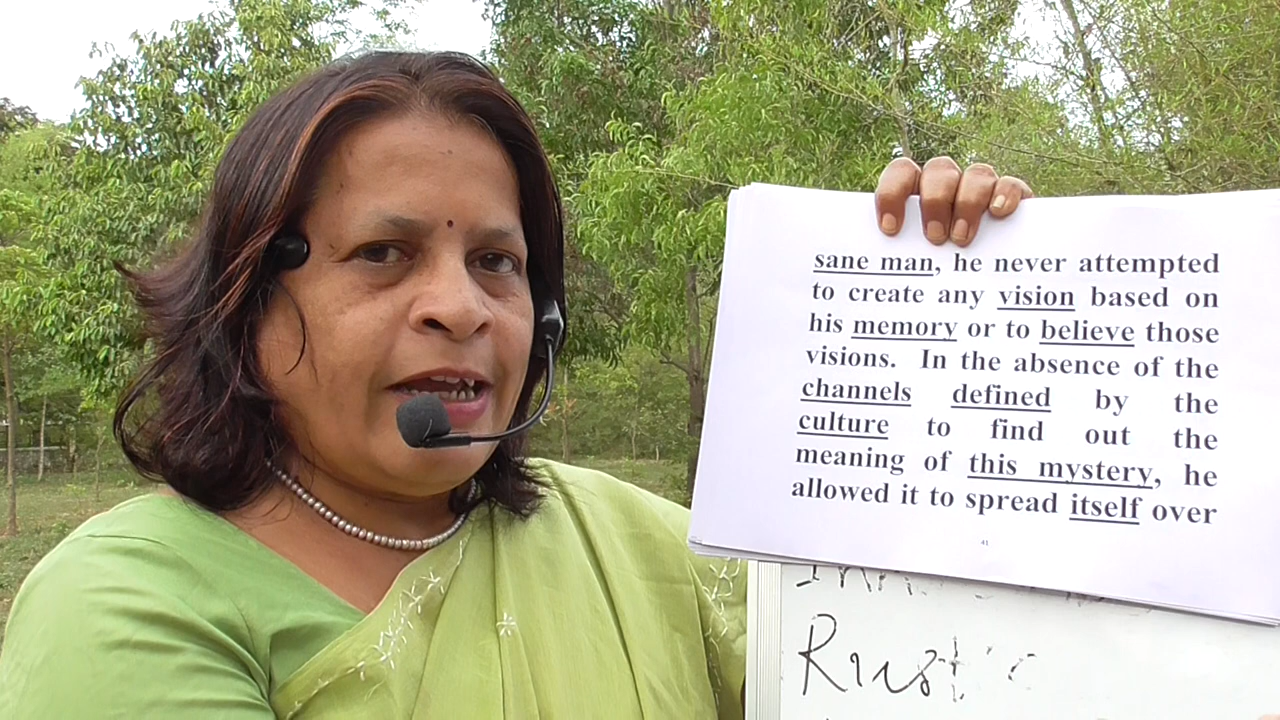 sane man, he never attempted
to create any vision based on
his memory or to believe those
visions. In the absence of the
channels defined by the
culture to find out the
meaning of this mystery, he
allowed it to spread itself over
41